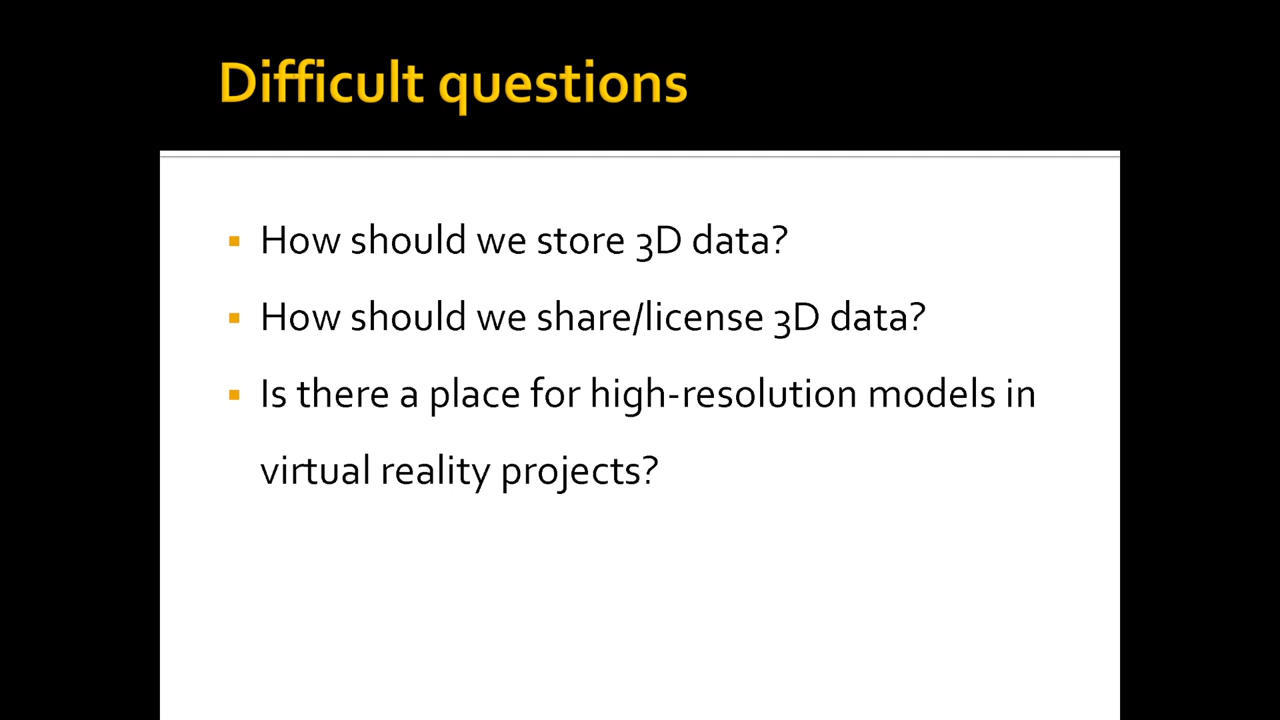 Difficult questions
▪ How should we store 3D data?
▪ How should we share/license 3D data?
▪ Is there a place for high-resolution models in
virtual reality projects?